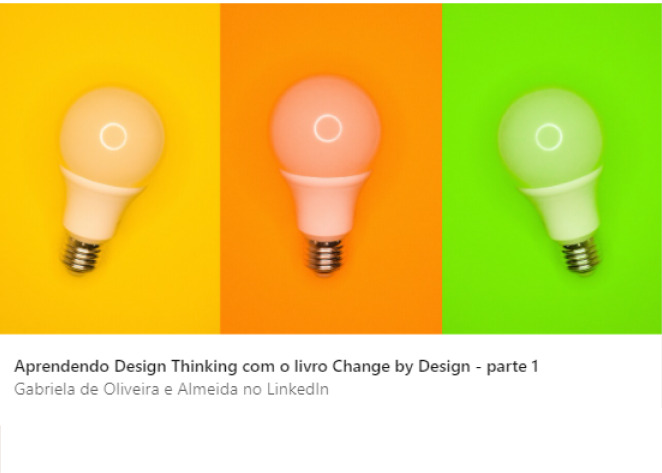 Aprendendo Design Thinking com o livro Change by Design - parte 1
Gabriela de Oliveira e Almeida no LinkedIn